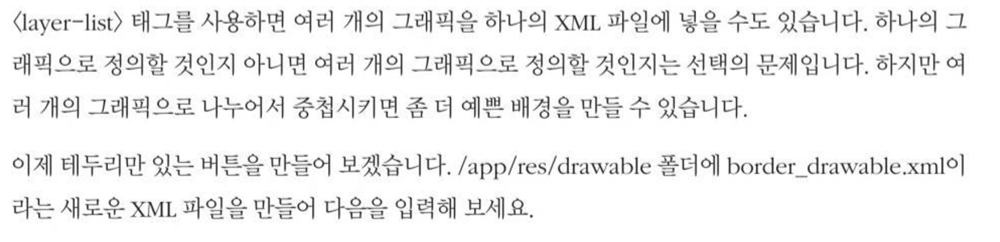 〈layer-list〉 태그를 사용하면 여러 개의 그래픽을 하나의 XML 파일에 넣을 수도 있습니다. 하나의 그
래픽으로 정의할 것인지 아니면 여러 개의 그래픽으로 정의할 것인지는 선택의 문제입니다. 하지만 여
러 개의 그래픽으로 나누어서 중첩시키면 좀 더 예쁜 배경을 만들 수 있습니다.
이제 테두리만 있는 버튼을 만들어 보겠습니다. /app/res/drawable 폴더에 border_drawable.xml이
라는 새로운 XML 파일을 만들어 다음을 입력해 보세요.